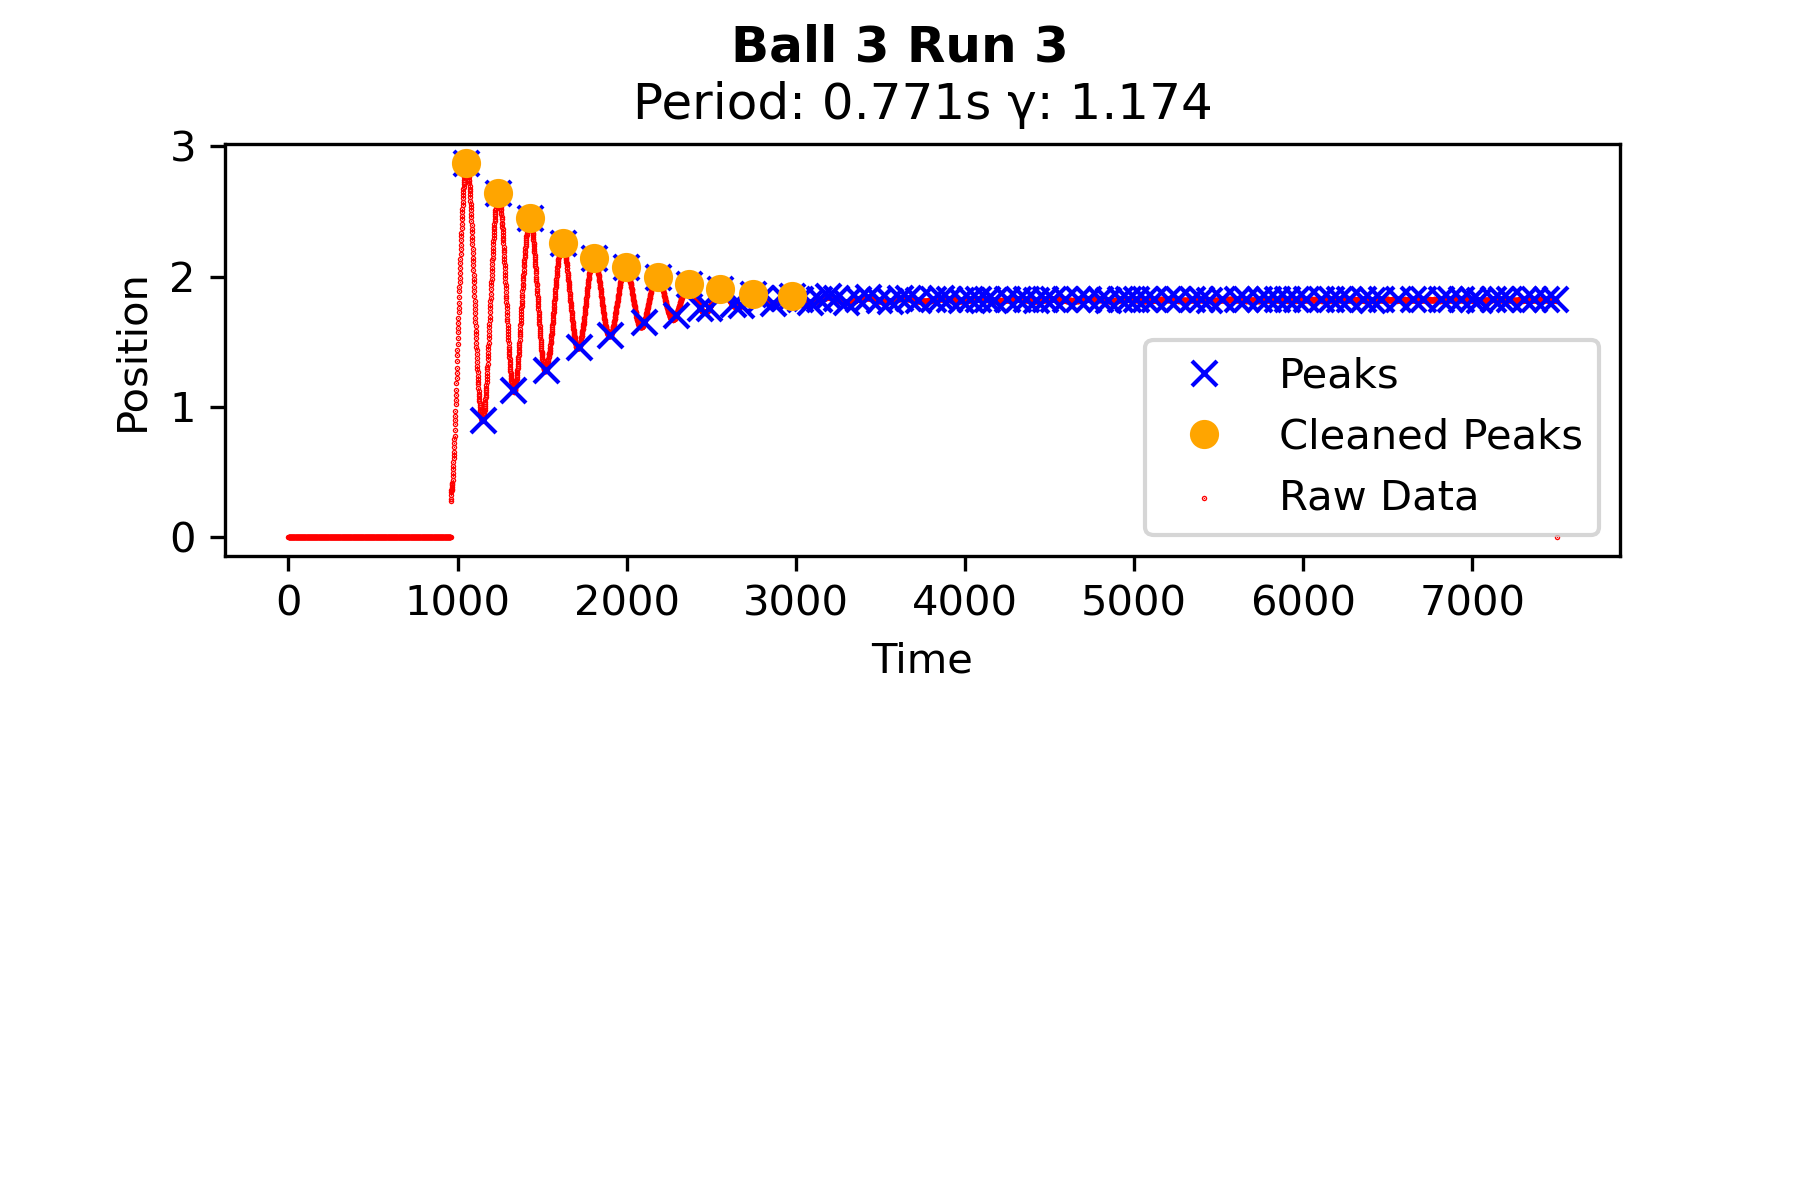 Ball 3 Run 3
Period: 0.771s γ: 1.174
3
2
1
0
Position
Peaks
Cleaned Peaks
Raw Data
0 1000 2000 3000 4000 5000 6000 7000
Time